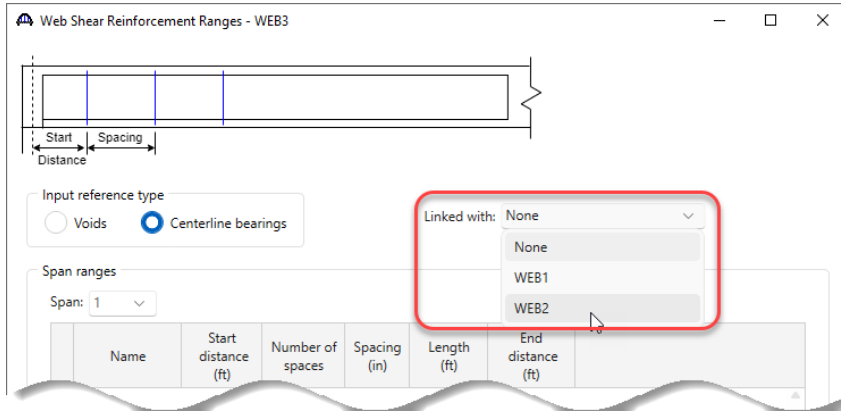 Web Shear Reinforcement Ranges - WEB3
Start
Spacing
Distance
Input reference type
Voids
Centerline bearings
Linked with: None
None
WEB1
WEB2
Span ranges
Span: 1
Name
Start
distance
(ft)
Number of
spaces
Spacing
(in)
Length
(ft)
End
distance
(ft)